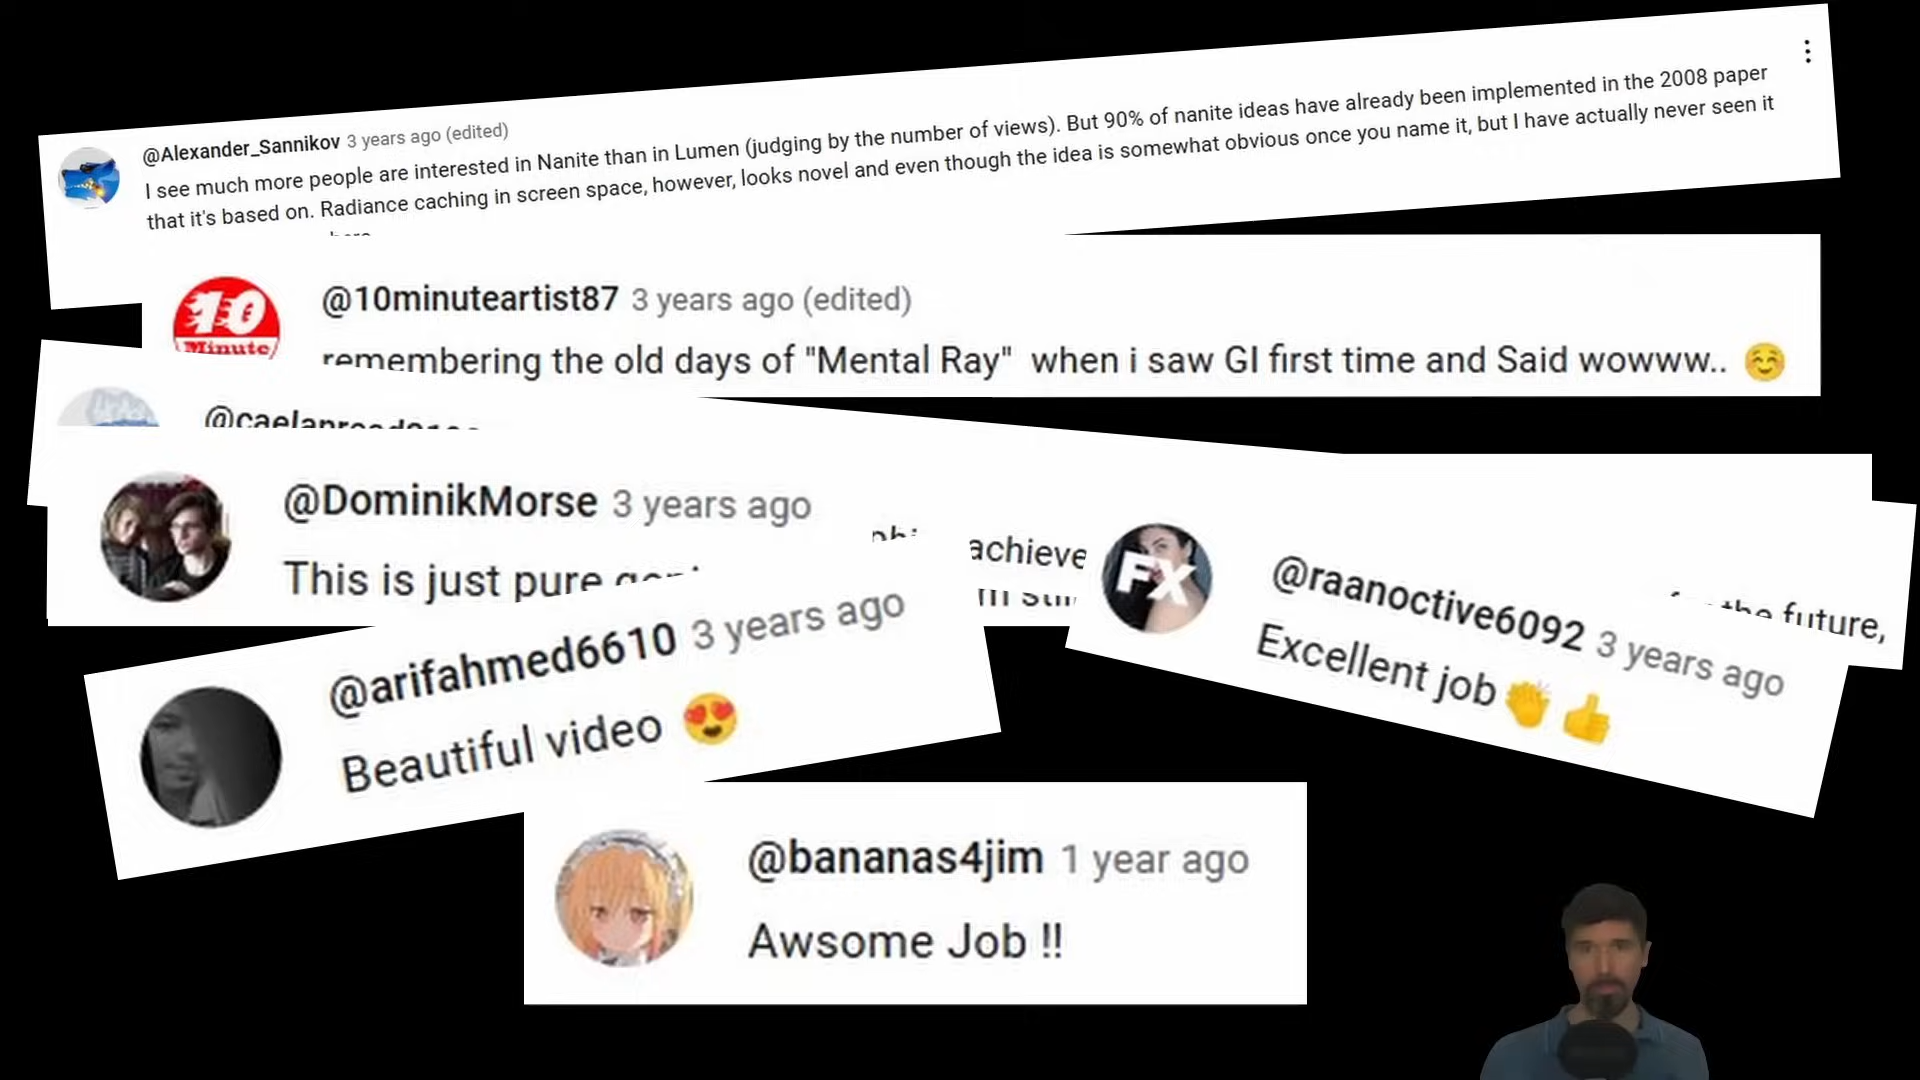 @Alexander_Sannikov 3 years ago (edited)
I see much more people are interested in Nanite than in Lumen (judging by the number of views). But 90% of nanite ideas have already been implemented in the 2008 paper
that it's based on. Radiance caching in screen space, however, looks novel and even though the idea is somewhat obvious once you name it, but I have actually never seen it
10
Minute
@10minuteartist87 3 years ago (edited)
remembering the old days of "Mental Ray" when i saw GI first time and Said wowww.. ☺️
@DominikMorse 3 years ago
This is just pure
achieve
FX
@raanoctive6092 3 years ago
Excellent job👏👍
the future,
@arifahmed6610 3 years ago
Beautiful video 😍
@bananas4jim 1 year ago
Awsome Job !!